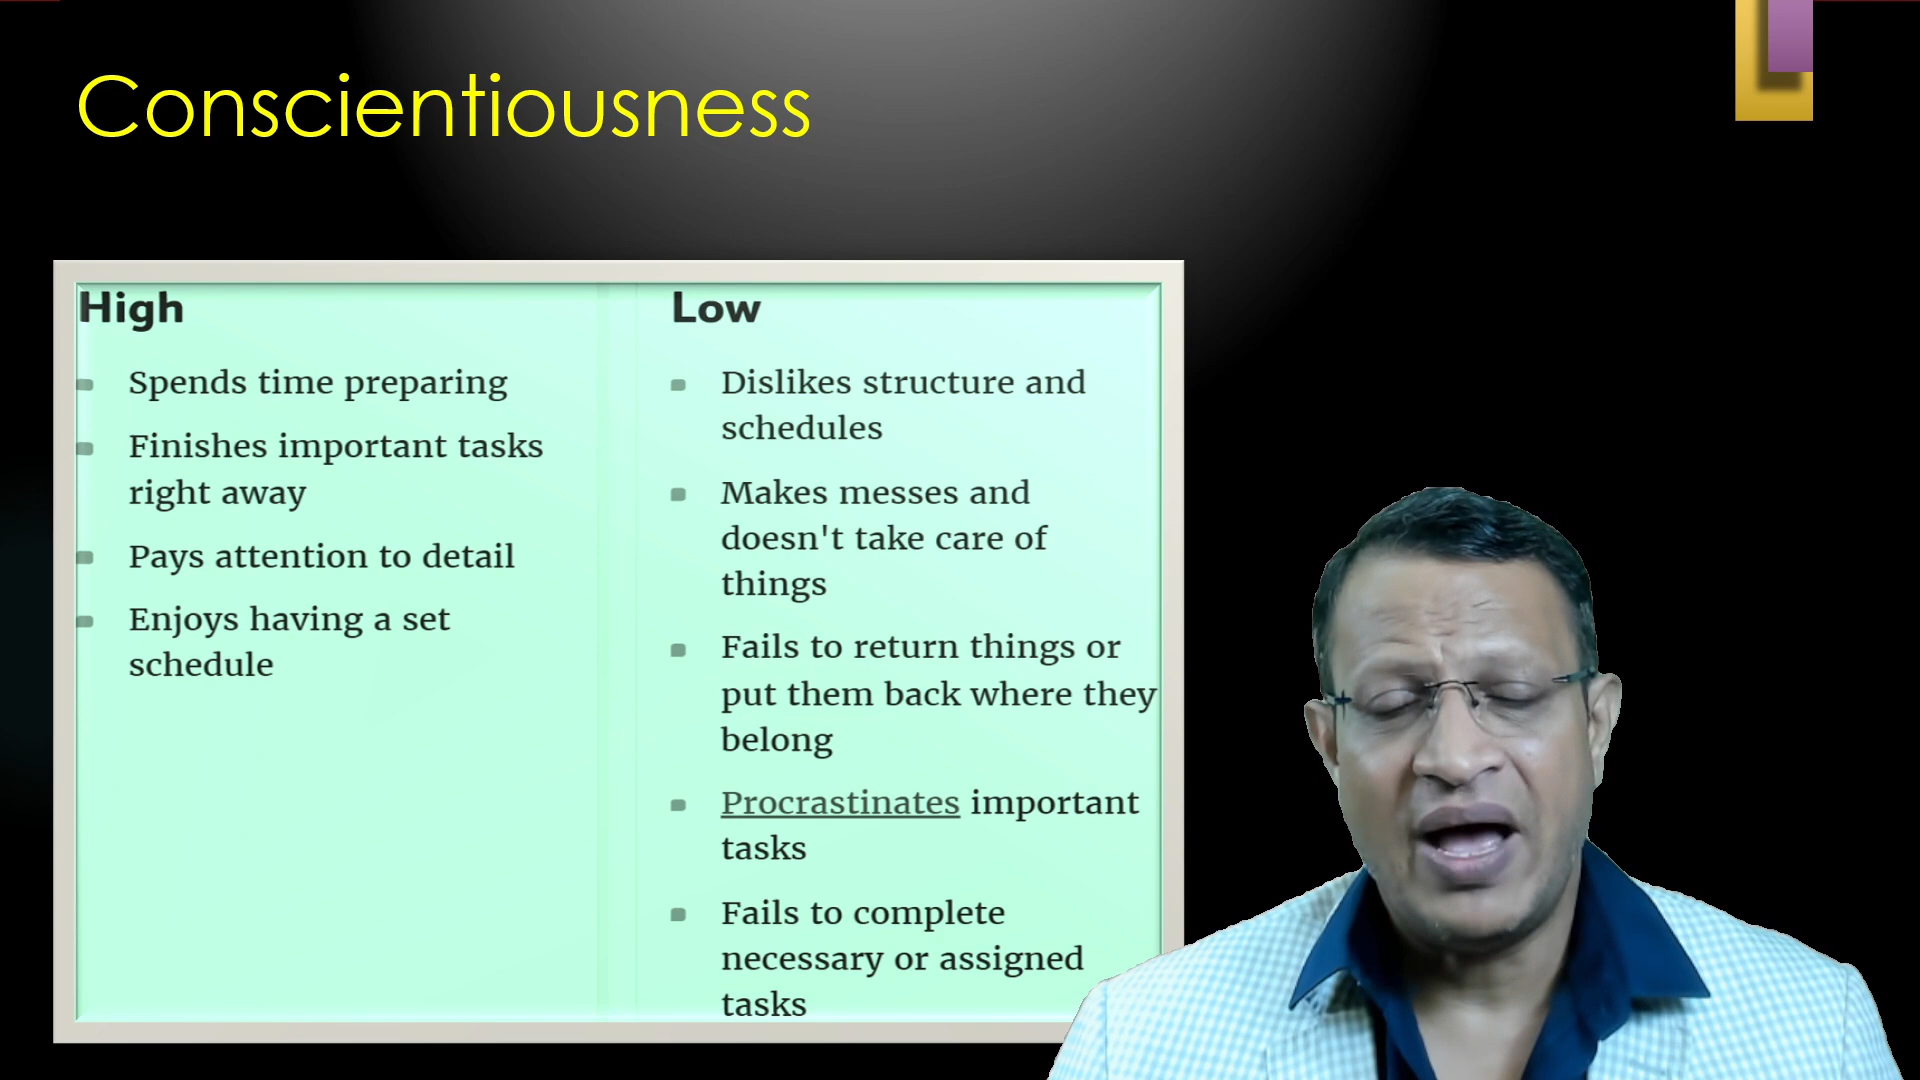 Conscientiousness
High
Spends time preparing
Finishes important tasks
right away
Pays attention to detail
Enjoys having a set
schedule
Low
Dislikes structure and
schedules
Makes messes and
doesn't take care of
things
Fails to return things or
put them back where they
belong
Procrastinates important
tasks
Fails to complete
necessary or assigned
tasks